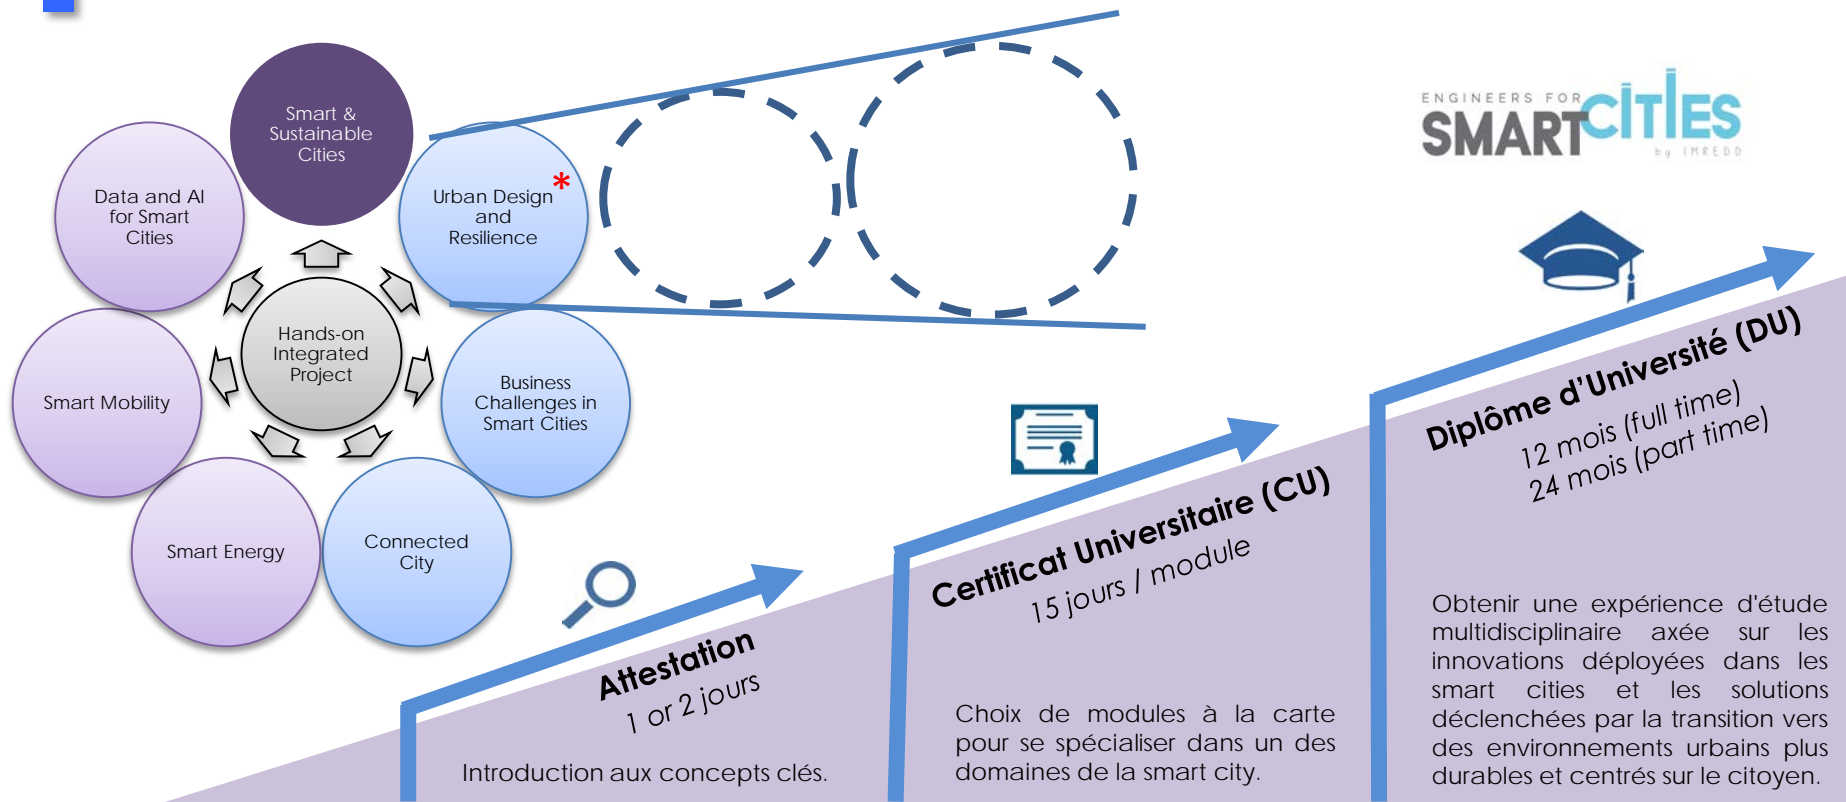 Smart &
Sustainable
Cities
Data and AI
for Smart
Cities
Urban Design *
and
Resilience
Hands-on
Integrated
Project
Smart Mobility
Business
Challenges in
Smart Cities
Smart Energy
Connected
City
ENGINEERS FOR
SMARTCITIES
by IMREDD
Attestation
1 or 2 jours
Introduction aux concepts clés.
Certificat Universitaire (CU)
15 jours / module
Choix de modules à la carte
pour se spécialiser dans un des
domaines de la smart city.
Diplôme d'Université (DU)
12 mois (full time)
24 mois (part time)
Obtenir une expérience d'étude
multidisciplinaire axée sur les
innovations déployées dans les
smart cities et les solutions
déclenchées par la transition vers
des environnements urbains plus
durables et centrés sur le citoyen.